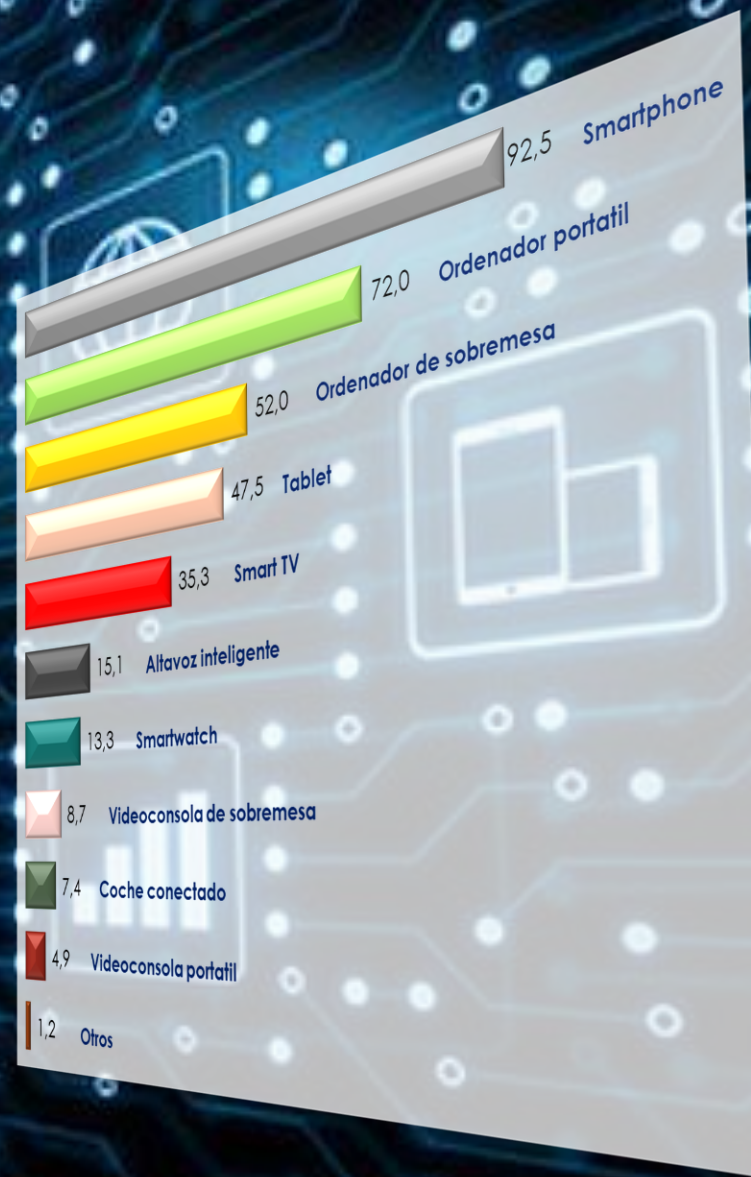 92,5 Smartphone
72,0 Ordenador portatil
52,0 Ordenador de sobremesa
47,5 Tablet
35,3 Smart TV
15,1 Altavoz inteligente
13,3 Smartwatch
8,7 Videoconsola de sobremesa
7,4 Coche conectado
4,9 Videoconsola portatil
1,2 Otros